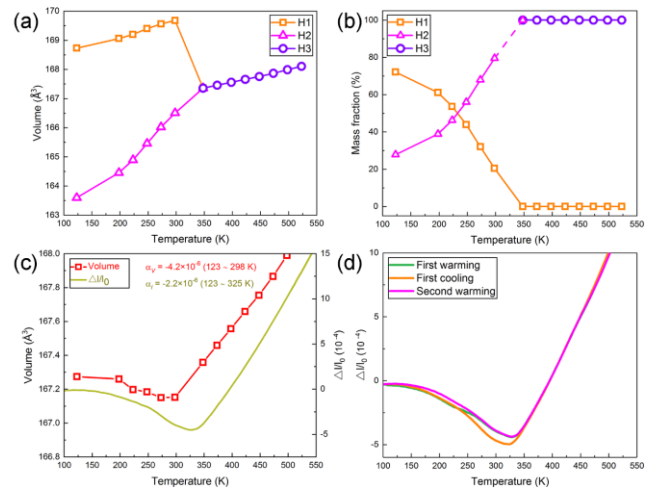 (a)
H1
H2
H3
170
169
168
167
166
165
164
163
Volume (Å³)
100 150 200 250 300 350 400 450 500 550
Temperature (K)
(b)
H1
H2
H3
100
80
60
40
20
0
Mass fraction (%)
100 150 200 250 300 350 400 450 500 550
Temperature (K)
(c)
Volume
△l/l₀
αᵥ = -4.2×10⁻⁶ (123 ~ 298 K)
αₗ = -2.2×10⁻⁶ (123 ~ 325 K)
168.0
167.8
167.6
167.4
167.2
167.0
166.8
Volume (Å³)
15
10
5
0
-5
△l/l₀ (10⁻⁴)
100 150 200 250 300 350 400 450 500 550
Temperature (K)
(d)
First warming
First cooling
Second warming
10
5
0
-5
△l/l₀ (10⁻⁴)
100 150 200 250 300 350 400 450 500 550
Temperature (K)